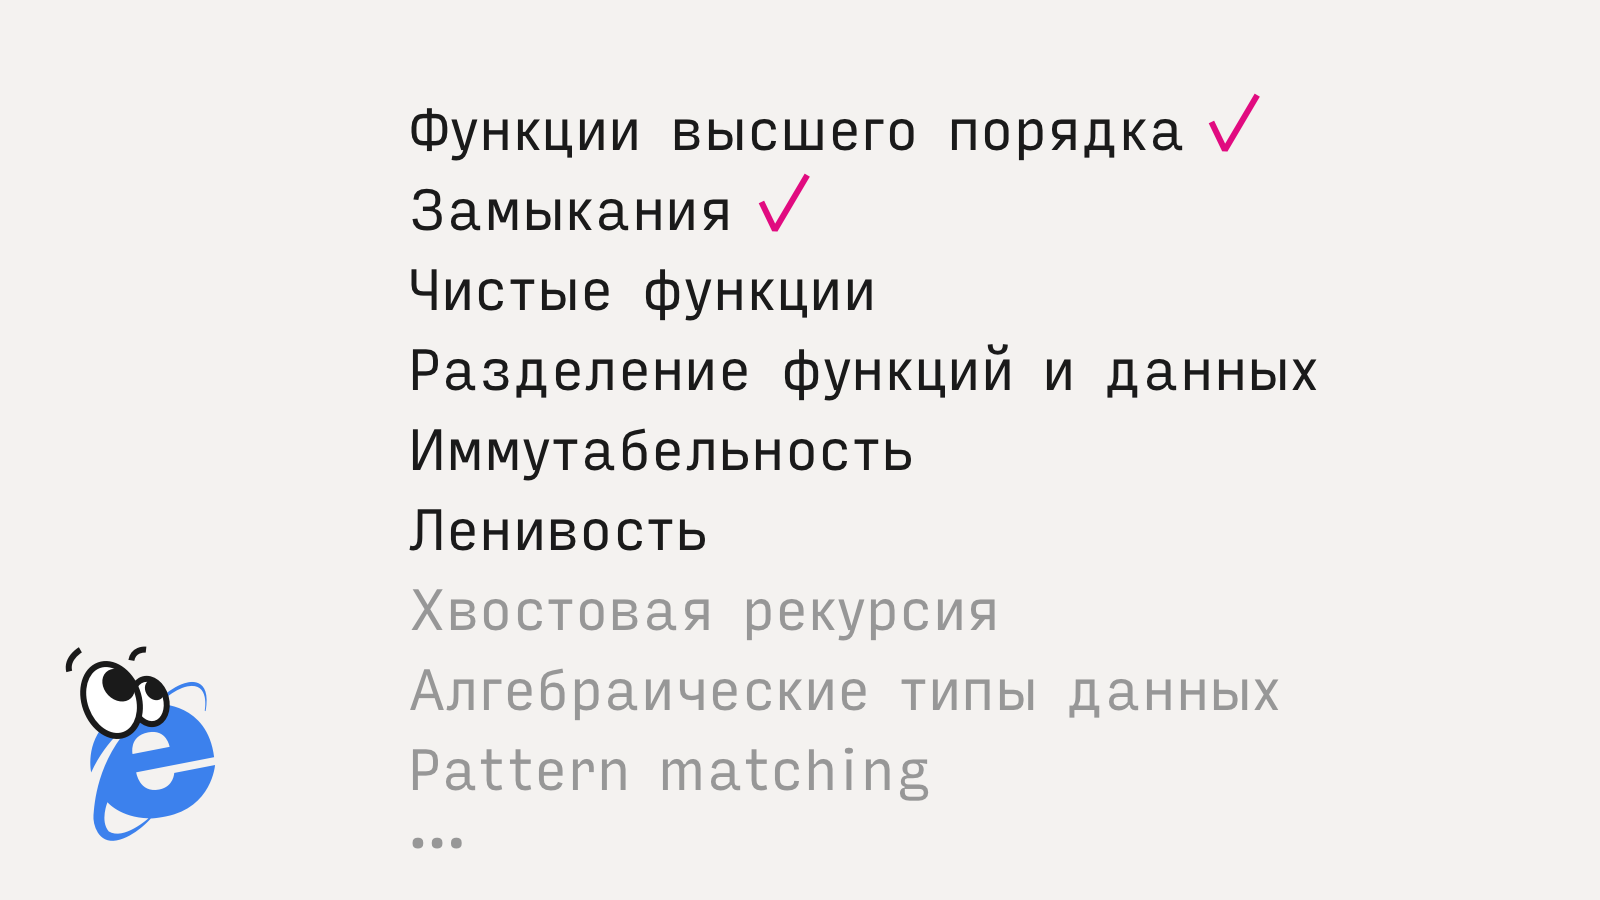 Функции высшего порядка ✓
Замыкания ✓
Чистые функции
Разделение функций и данных
Иммутабельность
Ленивость
Хвостовая рекурсия
Алгебраические типы данных
Pattern matching
...